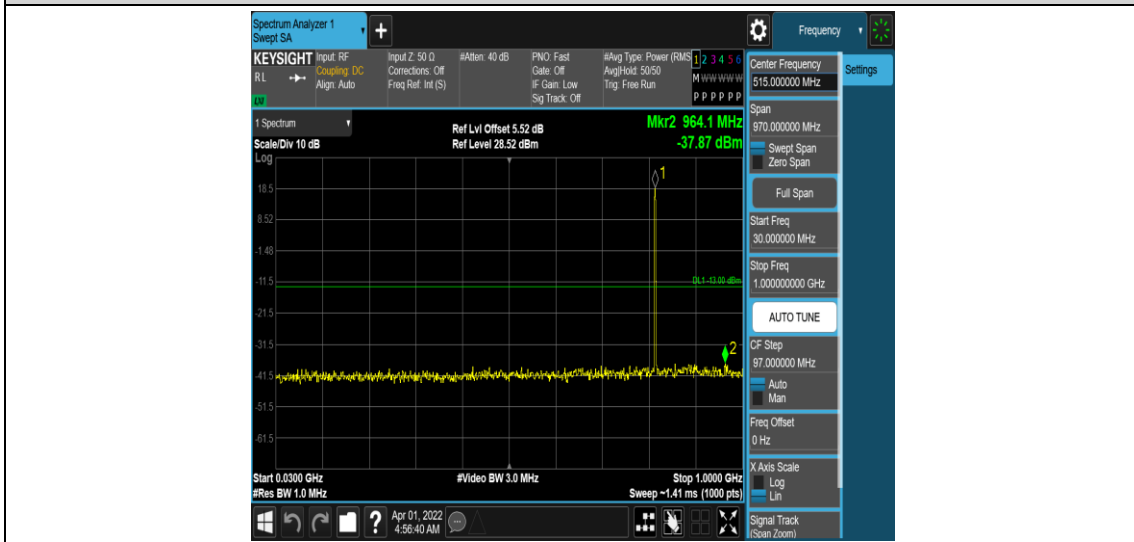 Spectrum Analyzer 1
Swept SA
+
Frequency
KEYSIGHT
RL
Input: RF
Coupling: DC
Align: Auto
Input Z: 50 Ω
Corrections: Off
Freq Ref: Int (S)
#Atten: 40 dB
PNO: Fast
Gate: Off
IF Gain: Low
Sig Track: Off
#Avg Type: Power (RMS
Avg|Hold: 50/50
Trig: Free Run
1 2 3 4 5 6
M W W W W W
P P P P P P
1 Spectrum
Scale/Div 10 dB
Log
Ref Lvl Offset 5.52 dB
Ref Level 28.52 dBm
Mkr2 964.1 MHz
-37.87 dBm
1
18.5
8.52
-1.48
-11.5
DL1 -13.00 dBm
-21.5
-31.5
2
-41.5
-51.5
-61.5
Start 0.0300 GHz
#Res BW 1.0 MHz
#Video BW 3.0 MHz
Stop 1.0000 GHz
Sweep ~1.41 ms (1000 pts)
Center Frequency
515.000000 MHz
Settings
Span
970.000000 MHz
Swept Span
Zero Span
Full Span
Start Freq
30.000000 MHz
Stop Freq
1.000000000 GHz
AUTO TUNE
CF Step
97.000000 MHz
Auto
Man
Freq Offset
0 Hz
X Axis Scale
Log
Lin
Signal Track
(Span Zoom)
?
Apr 01, 2022
4:56:40 AM